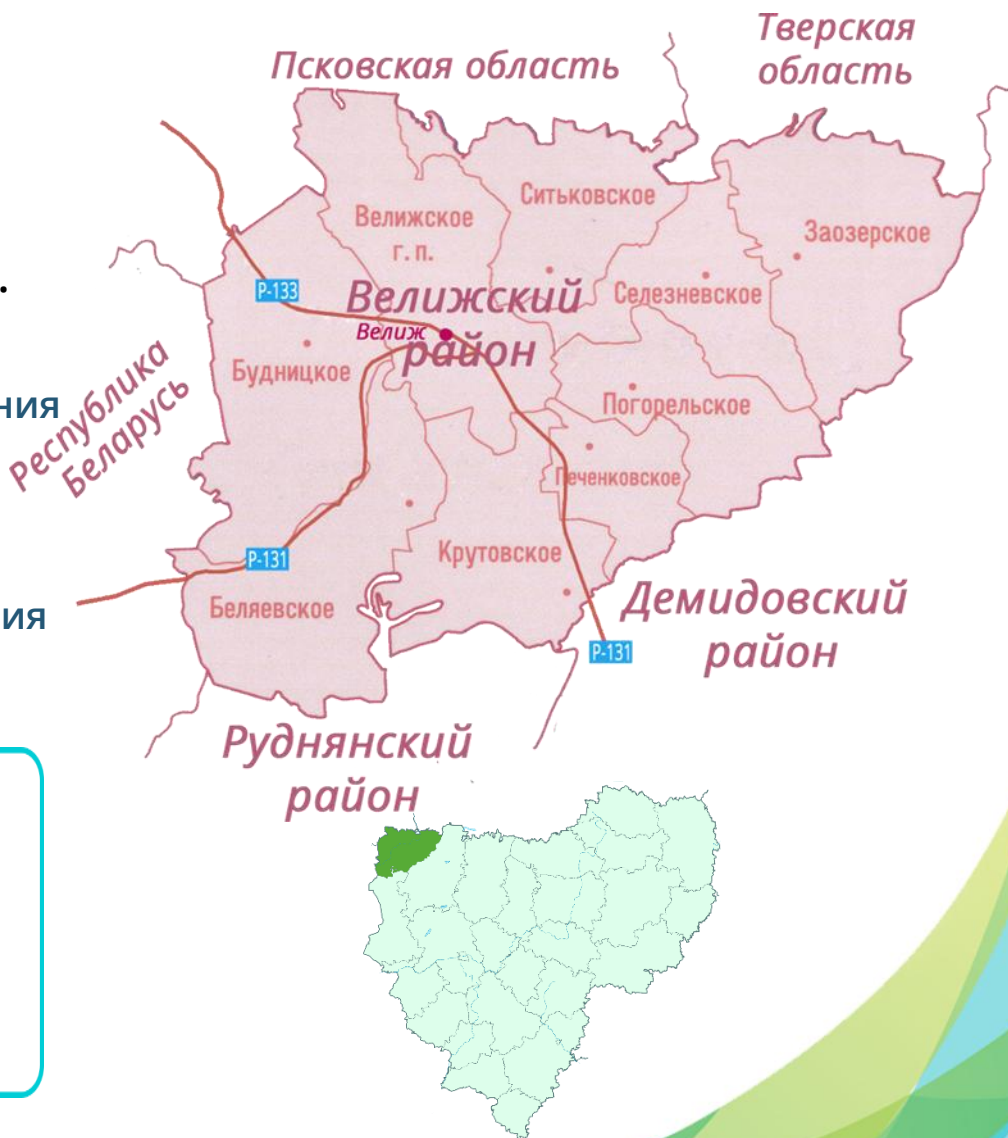 Псковская область
Тверская
область
Ситьковское
Велижское
г. п.
Заозерское
Р-133
Велижский
район
Велиж
Селезневское
.
Будницкое
Республика
Беларусь
ния
Погорельское
Печенковское
Крутовское
Р-131
Беляевское
ия
Демидовский
район
Р-131
Руднянский
район